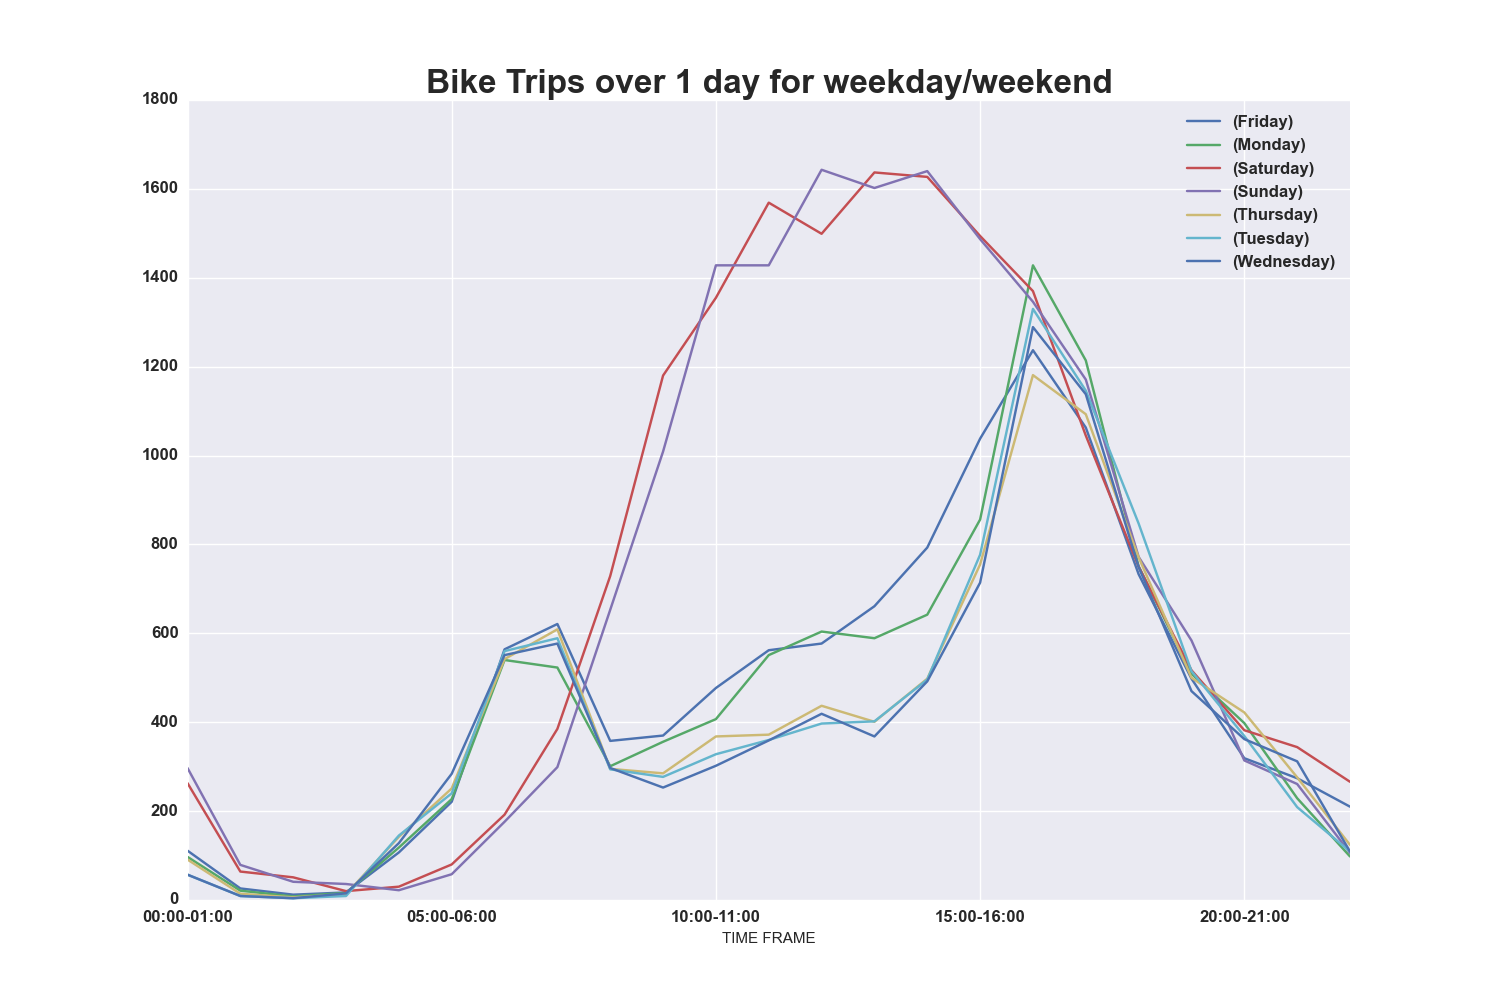 Bike Trips over 1 day for weekday/weekend
1800
1600
1400
1200
1000
800
600
400
200
0
(Friday)
(Monday)
(Saturday)
(Sunday)
(Thursday)
(Tuesday)
(Wednesday)
00:00-01:00 05:00-06:00 10:00-11:00 15:00-16:00 20:00-21:00
TIME FRAME